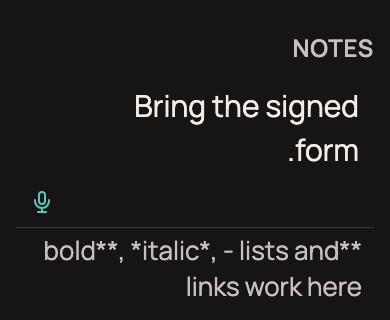 NOTES
Bring the signed
.form
bold**, *italic*, - lists and**
links work here